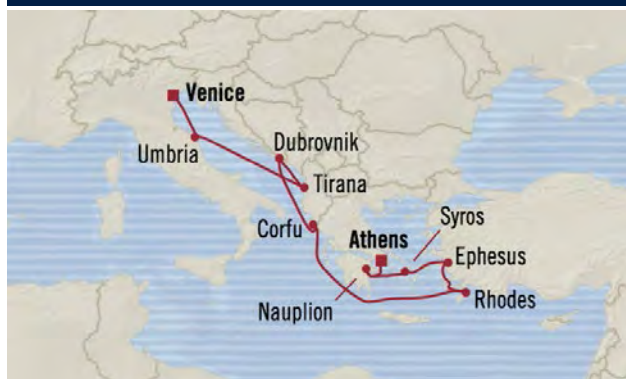 Venice
Umbria
Dubrovnik
Tirana
Corfu
Athens
Syros
Ephesus
Nauplion
Rhodes